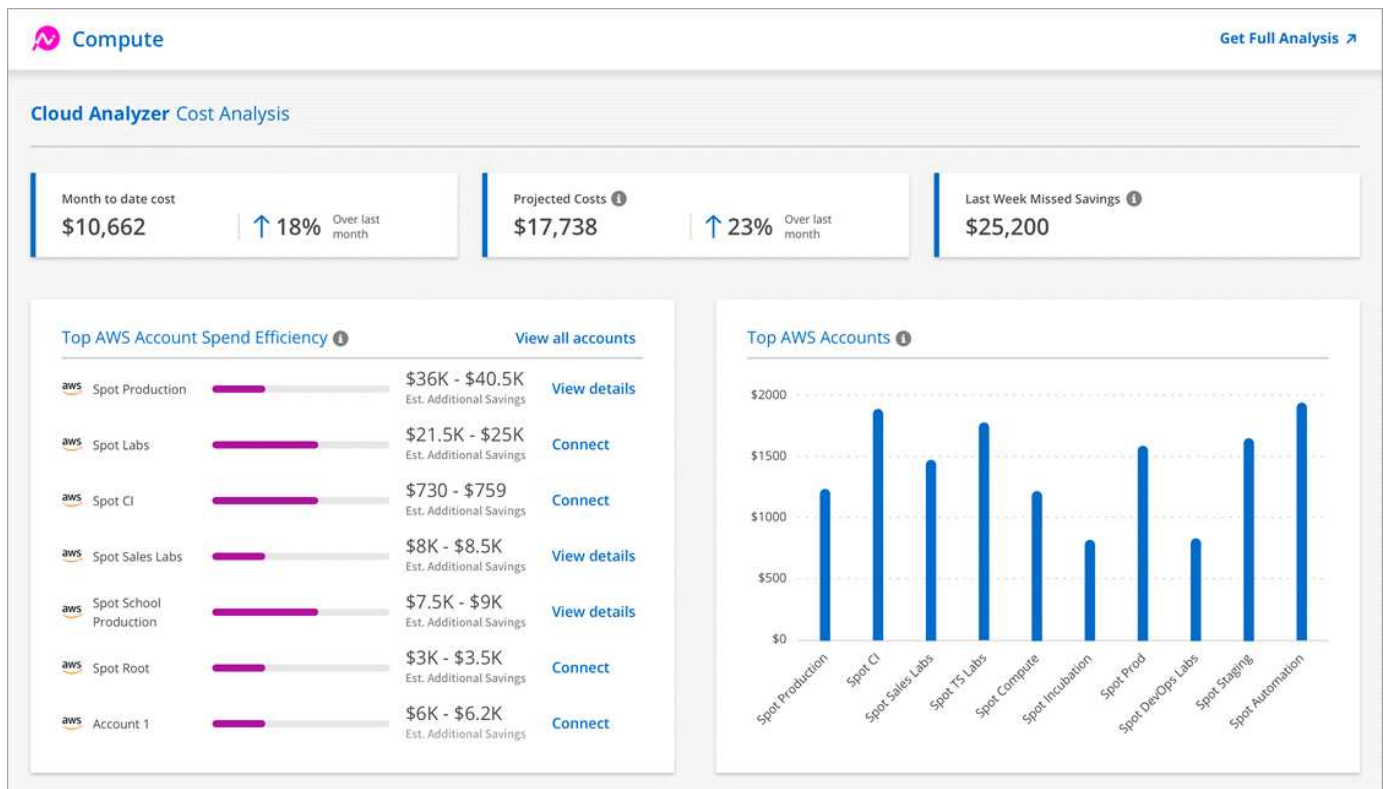 Compute
Get Full Analysis ↗
Cloud Analyzer Cost Analysis
Month to date cost
$10,662
↑ 18%
Over last
month
Projected Costs
$17,738
↑ 23%
Over last
month
Last Week Missed Savings
$25,200
Top AWS Account Spend Efficiency
View all accounts
aws
Spot Production
$36K - $40.5K
Est. Additional Savings
View details
aws
Spot Labs
$21.5K - $25K
Est. Additional Savings
Connect
aws
Spot CI
$730 - $759
Est. Additional Savings
Connect
aws
Spot Sales Labs
$8K - $8.5K
Est. Additional Savings
View details
aws
Spot School
Production
$7.5K - $9K
Est. Additional Savings
View details
aws
Spot Root
$3K - $3.5K
Est. Additional Savings
Connect
aws
Account 1
$6K - $6.2K
Est. Additional Savings
Connect
Top AWS Accounts
$2000
$1500
$1000
$500
$0
Spot Production
Spot CI
Spot Sales Labs
Spot TS Labs
Spot Compute
Spot Incubation
Spot Prod
Spot DevOps Labs
Spot Staging
Spot Automation